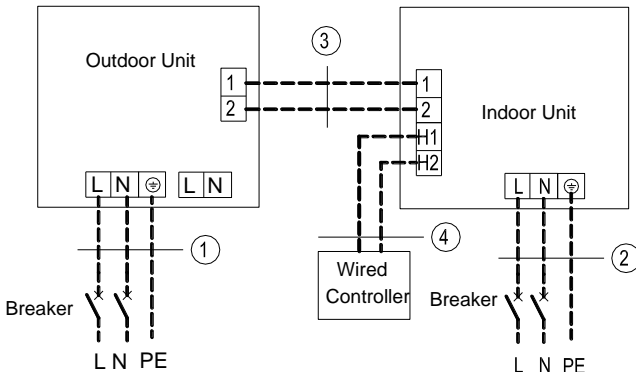 Outdoor Unit
3
1
2
1
2
H1
H2
Indoor Unit
L N
L N
L N
1
4
2
Wired
Controller
Breaker
Breaker
L N PE
L N PE